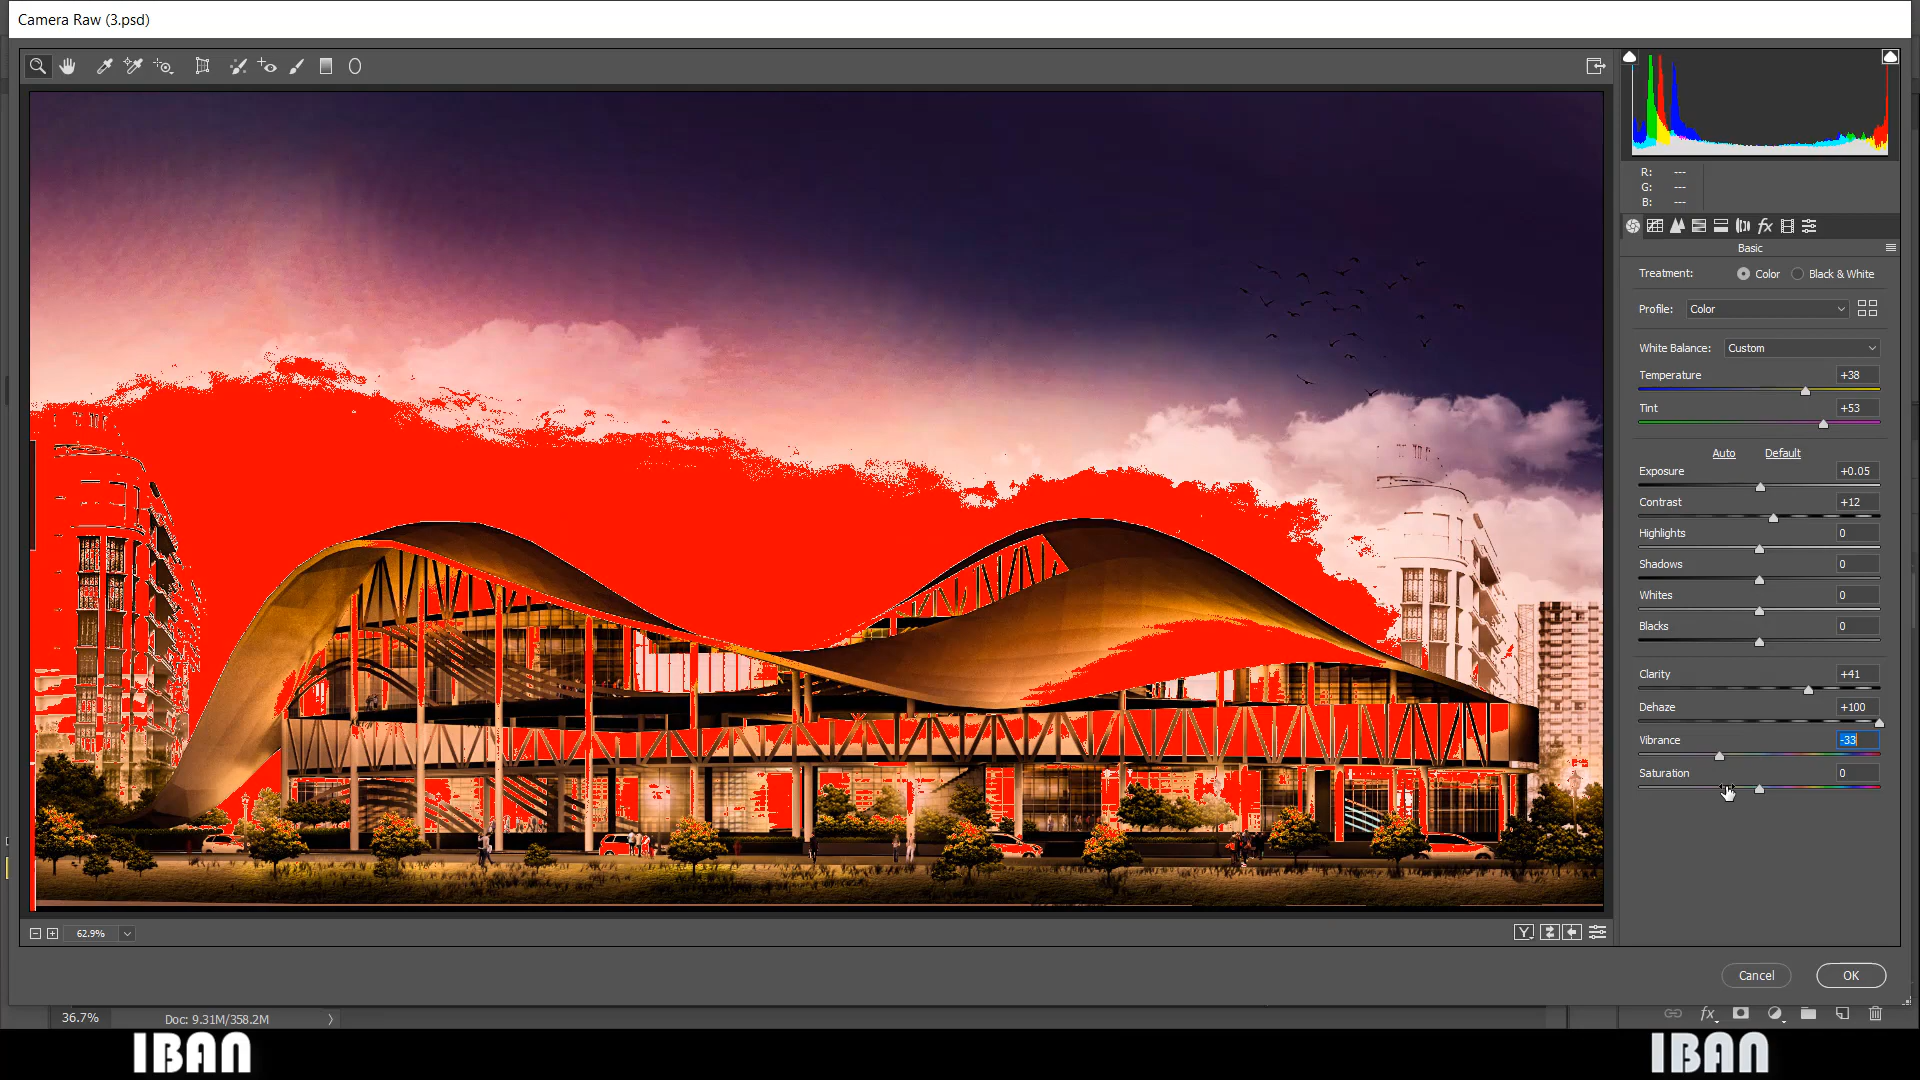 Camera Raw (3.psd)
R: ---
G: ---
B: ---
fx
Basic
Treatment: Color Black & White
Profile: Color
White Balance: Custom
Temperature +38
Tint +53
Auto Default
Exposure +0.05
Contrast +12
Highlights 0
Shadows 0
Whites 0
Blacks 0
Clarity +41
Dehaze +100
Vibrance -33
Saturation 0
62.9%
Y
Cancel OK
36.7% Doc: 9.31M/358.2M
fx
IBAN IBAN